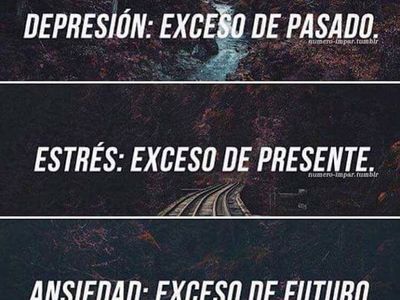 DEPRESIÓN: EXCESO DE PASADO.
numero-impar.tumblr
ESTRÉS: EXCESO DE PRESENTE.
numero-impar.tumblr
ANSIEDAD: EXCESO DE FUTURO.